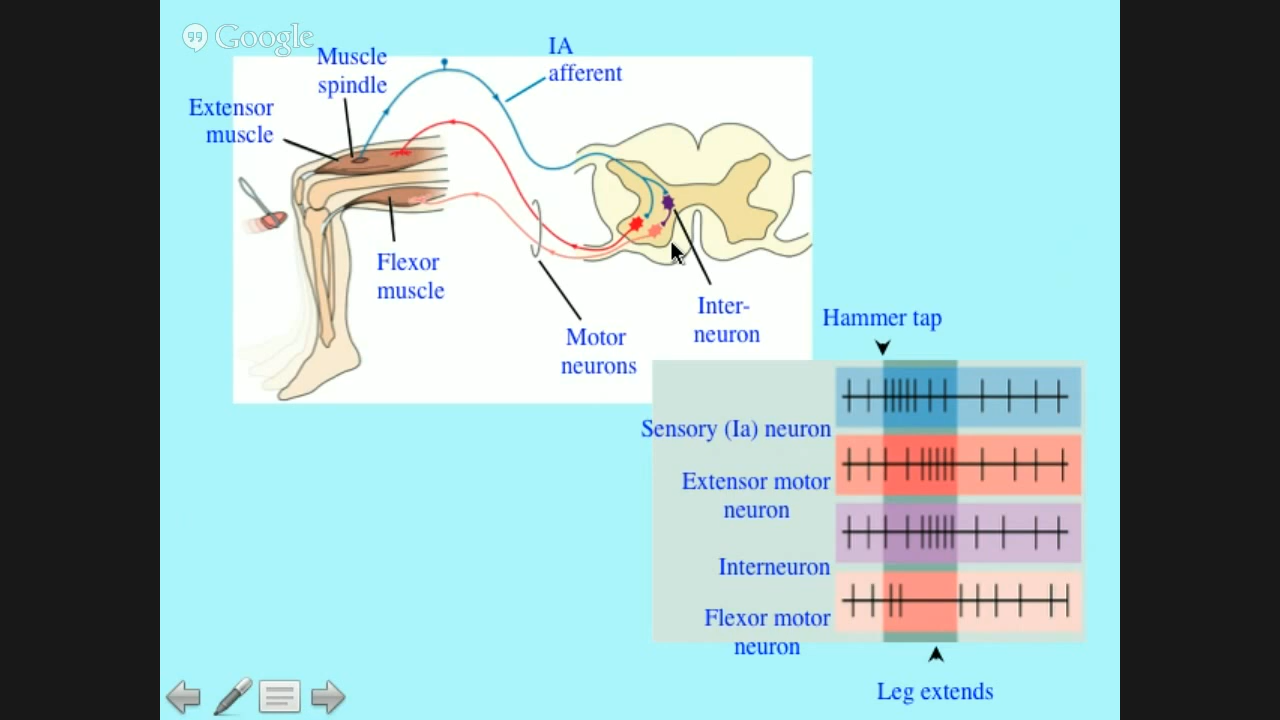 Google
Muscle
spindle
IA
afferent
Extensor
muscle
Flexor
muscle
Inter-
neuron
Motor
neurons
Hammer tap
Sensory (Ia) neuron
Extensor motor
neuron
Interneuron
Flexor motor
neuron
Leg extends